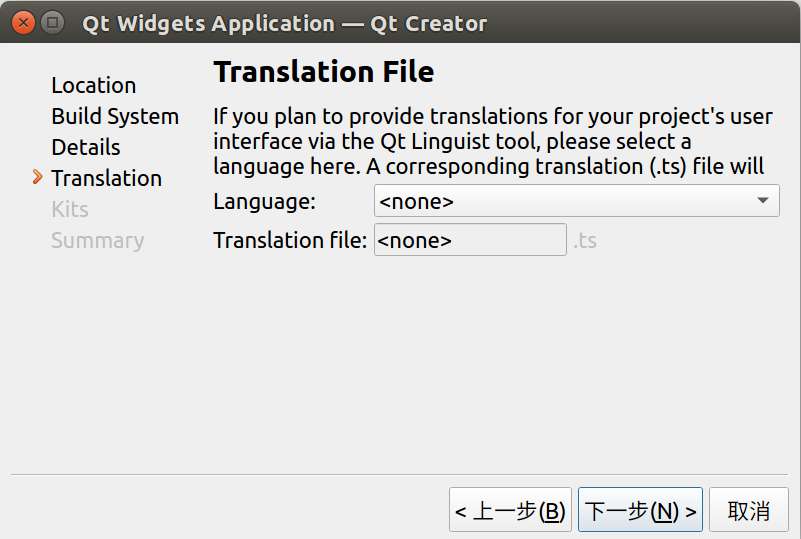 Qt Widgets Application — Qt Creator
Location
Build System
Details
Translation
Kits
Summary
Translation File
If you plan to provide translations for your project's user
interface via the Qt Linguist tool, please select a
language here. A corresponding translation (.ts) file will
Language: <none>
Translation file: <none> .ts
< 上一步(B) 下一步(N) > 取消